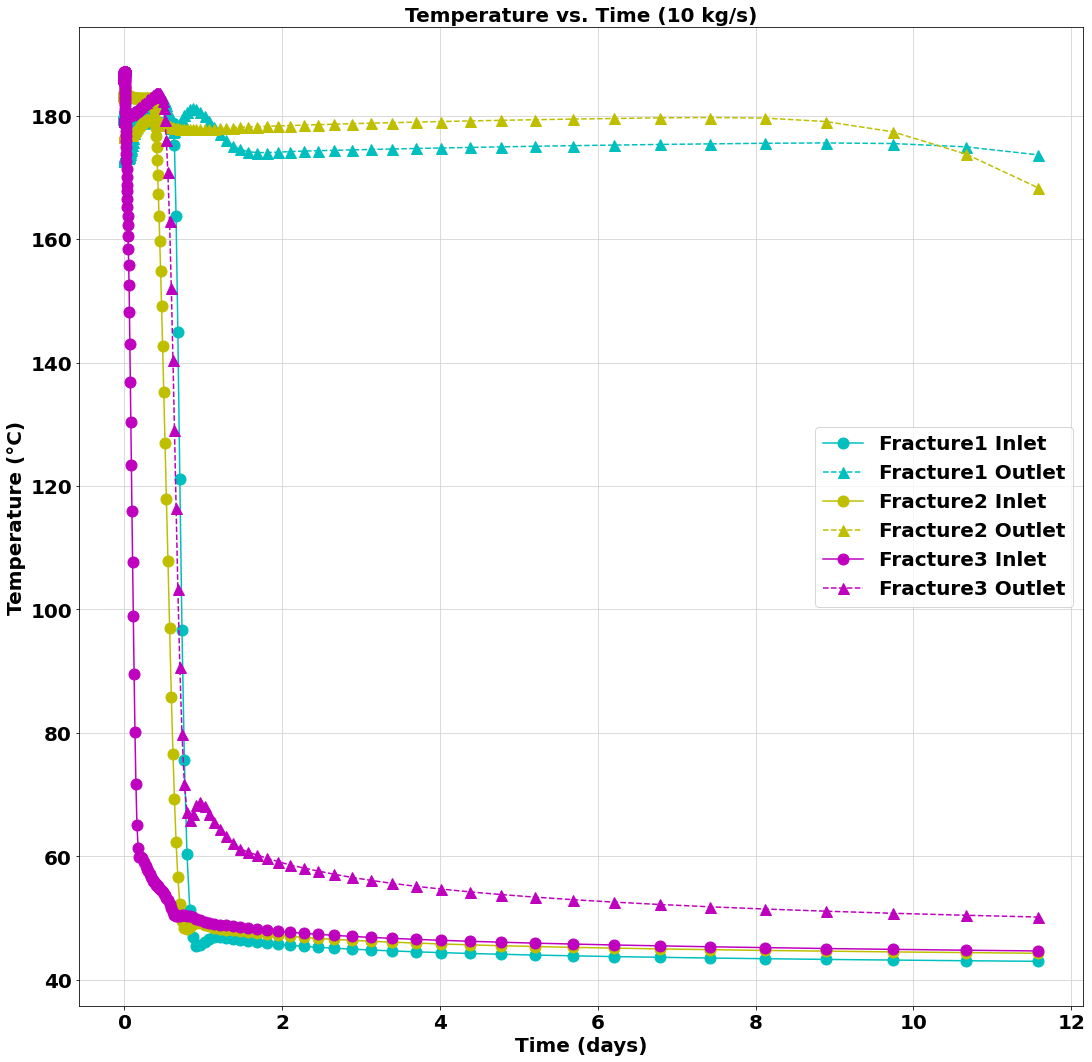 Temperature vs. Time (10 kg/s)
Temperature (°C)
180
160
140
120
100
80
60
40
Fracture1 Inlet
Fracture1 Outlet
Fracture2 Inlet
Fracture2 Outlet
Fracture3 Inlet
Fracture3 Outlet
0 2 4 6 8 10 12
Time (days)